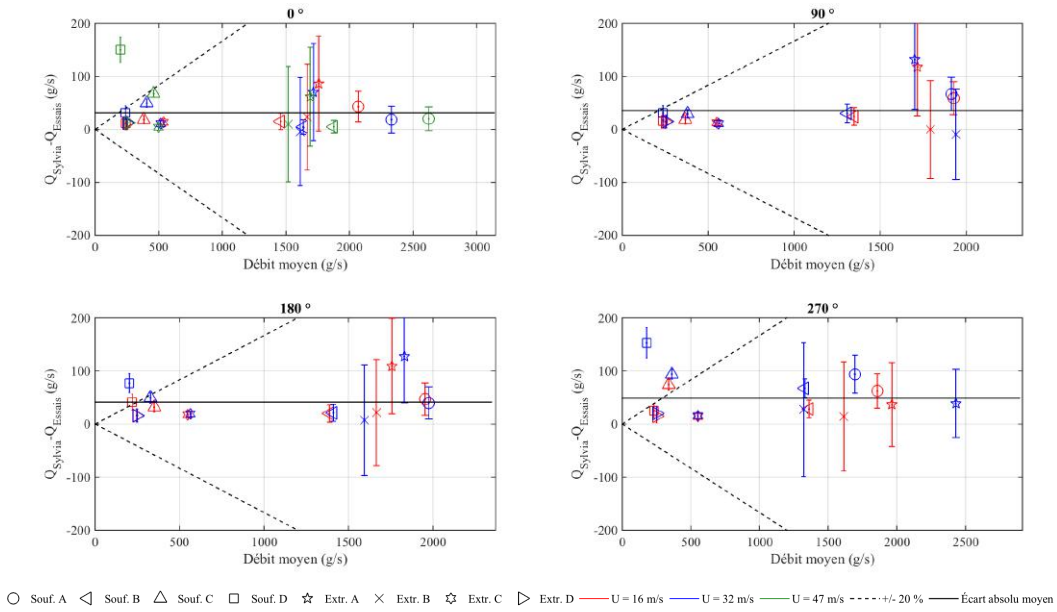 0 °
200
100
0
-100
-200
Q_Sylvia-Q_Essais (g/s)
0 500 1000 1500 2000 2500 3000
Débit moyen (g/s)
90 °
200
100
0
-100
-200
Q_Sylvia-Q_Essais (g/s)
0 500 1000 1500 2000
Débit moyen (g/s)
180 °
200
100
0
-100
-200
Q_Sylvia-Q_Essais (g/s)
0 500 1000 1500 2000
Débit moyen (g/s)
270 °
200
100
0
-100
-200
Q_Sylvia-Q_Essais (g/s)
0 500 1000 1500 2000 2500
Débit moyen (g/s)
Souf. A Souf. B Souf. C Souf. D Extr. A Extr. B Extr. C Extr. D U = 16 m/s U = 32 m/s U = 47 m/s +/- 20 % Écart absolu moyen